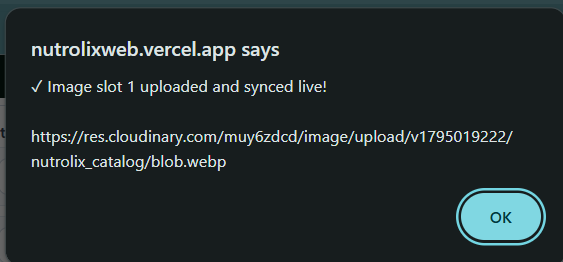 nutrolixweb.vercel.app says
✓ Image slot 1 uploaded and synced live!
https://res.cloudinary.com/muy6zdcd/image/upload/v1795019222/
nutrolix_catalog/blob.webp
OK